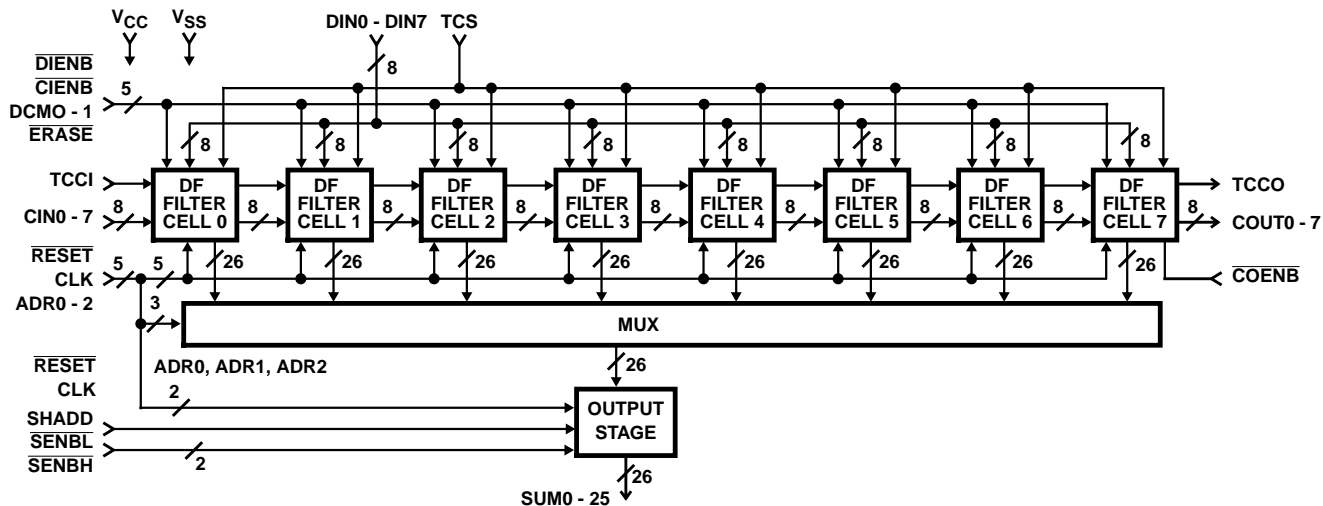 VCC
VSS
DIN0 - DIN7
TCS
DIENB
CIENB
DCMO - 1
ERASE
5
8
8
8
8
8
8
8
8
8
TCCI
CIN0 - 7
8
DF
FILTER
CELL 0
8
DF
FILTER
CELL 1
8
DF
FILTER
CELL 2
8
DF
FILTER
CELL 3
8
DF
FILTER
CELL 4
8
DF
FILTER
CELL 5
8
DF
FILTER
CELL 6
8
DF
FILTER
CELL 7
8
TCCO
COUT0 - 7
RESET
CLK
ADR0 - 2
5
5
26
26
26
26
26
26
26
26
COENB
3
MUX
ADR0, ADR1, ADR2
26
RESET
CLK
2
SHADD
SENBL
SENBH
2
OUTPUT
STAGE
26
SUM0 - 25